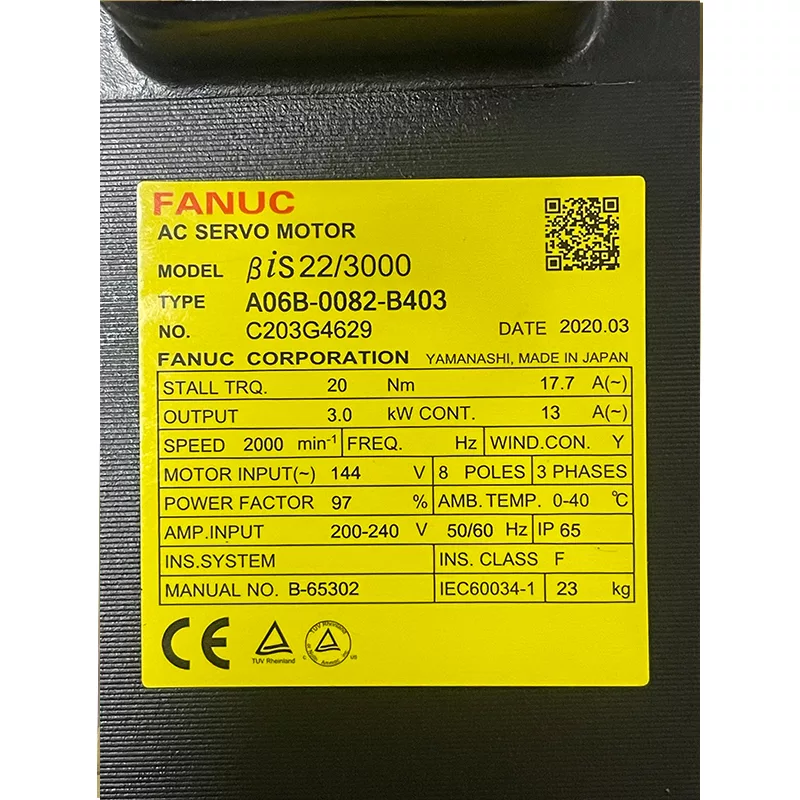 FANUC
AC SERVO MOTOR
MODEL βiS22/3000
TYPE A06B-0082-B403
NO. C203G4629 DATE 2020.03
FANUC CORPORATION YAMANASHI, MADE IN JAPAN
STALL TRQ. 20 Nm 17.7 A(~)
OUTPUT 3.0 kW CONT. 13 A(~)
SPEED 2000 min-1 FREQ. Hz WIND.CON. Y
MOTOR INPUT(~) 144 V 8 POLES 3 PHASES
POWER FACTOR 97 % AMB.TEMP. 0-40 ℃
AMP.INPUT 200-240 V 50/60 Hz IP 65
INS.SYSTEM INS. CLASS F
MANUAL NO. B-65302 IEC60034-1 23 kg
CE TUV Rheinland TUV Rheinland C US